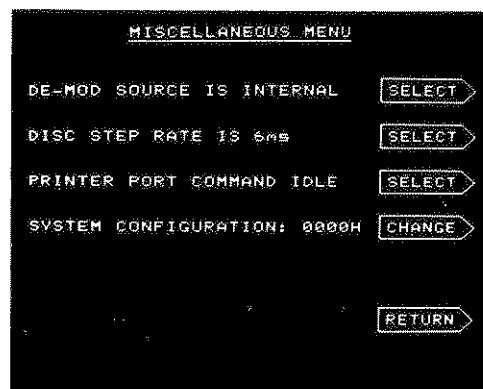 MISCELLANEOUS MENU
DE-MOD SOURCE IS INTERNAL SELECT
DISC STEP RATE IS 6ms SELECT
PRINTER PORT COMMAND IDLE SELECT
SYSTEM CONFIGURATION: 0000H CHANGE
RETURN